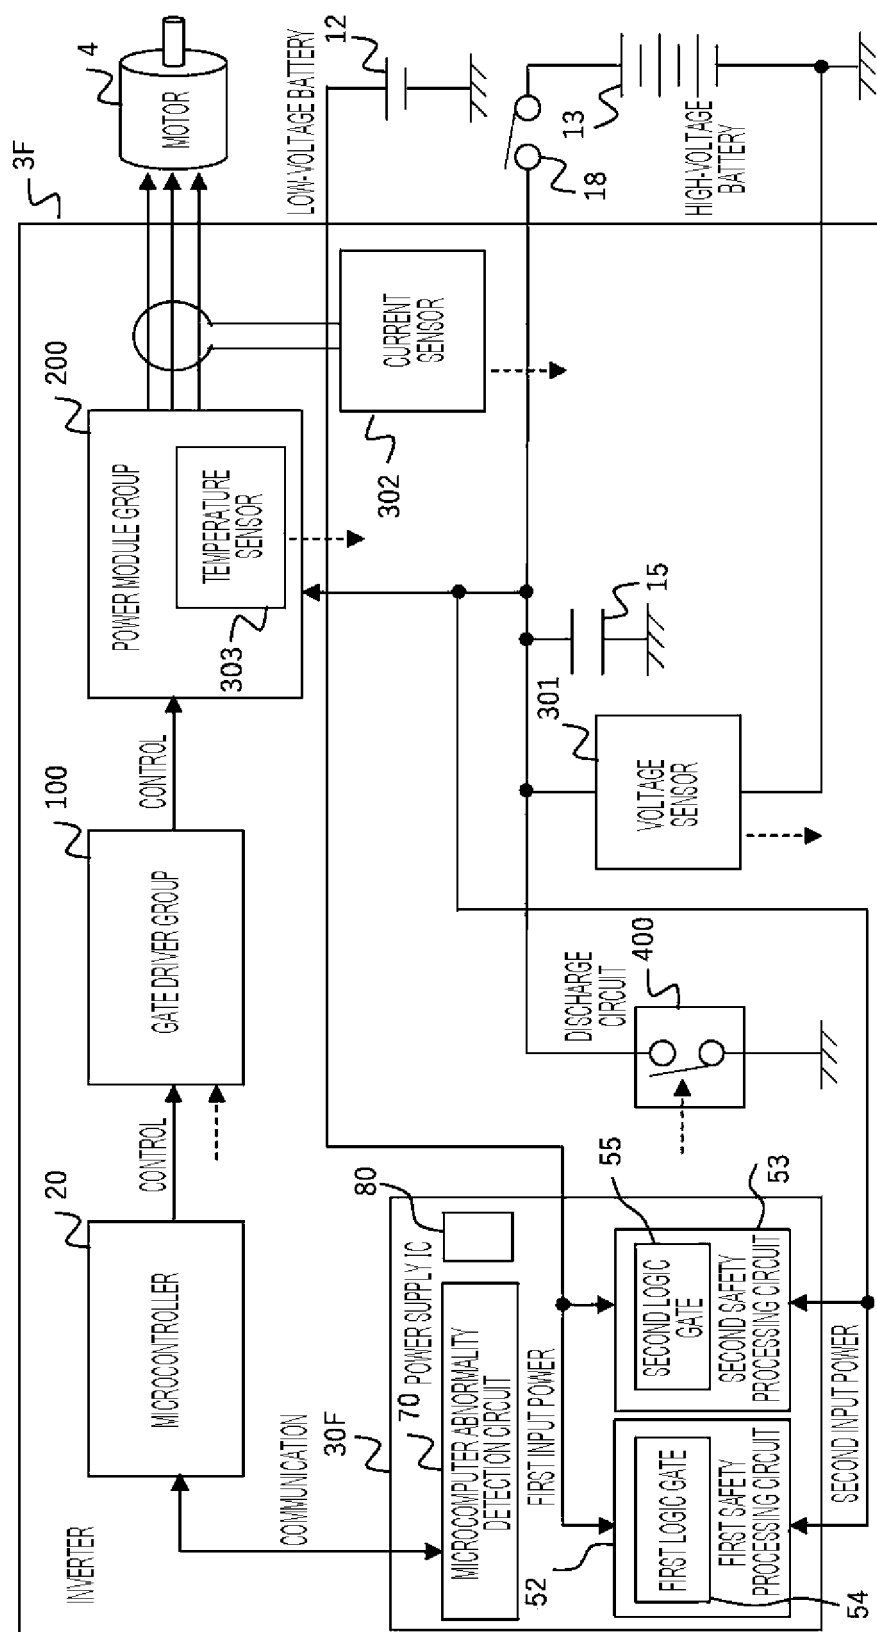 INVERTER
3F
MICROCONTROLLER
20
CONTROL
GATE DRIVER GROUP
100
CONTROL
POWER MODULE GROUP
200
TEMPERATURE
SENSOR
303
MOTOR
4
COMMUNICATION
CURRENT
SENSOR
302
LOW-VOLTAGE BATTERY
12
30F
70
POWER SUPPLY IC
80
MICROCOMPUTER ABNORMALITY
DETECTION CIRCUIT
FIRST INPUT POWER
52
FIRST LOGIC GATE
FIRST SAFETY
PROCESSING CIRCUIT
54
SECOND LOGIC
GATE
55
SECOND SAFETY
PROCESSING CIRCUIT
53
SECOND INPUT POWER
DISCHARGE
CIRCUIT
400
301
VOLTAGE
SENSOR
15
18
13
HIGH-VOLTAGE
BATTERY